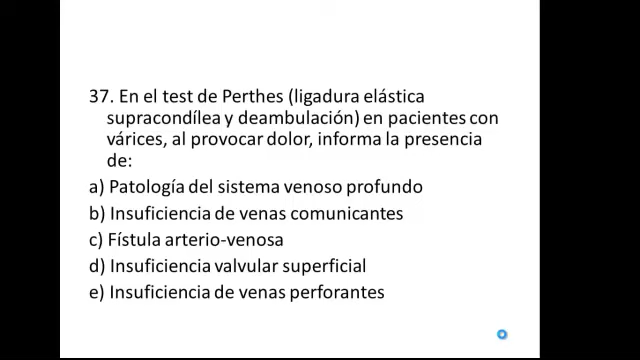 37. En el test de Perthes (ligadura elástica
supracondílea y deambulación) en pacientes con
várices, al provocar dolor, informa la presencia
de:
a) Patología del sistema venoso profundo
b) Insuficiencia de venas comunicantes
c) Fístula arterio-venosa
d) Insuficiencia valvular superficial
e) Insuficiencia de venas perforantes